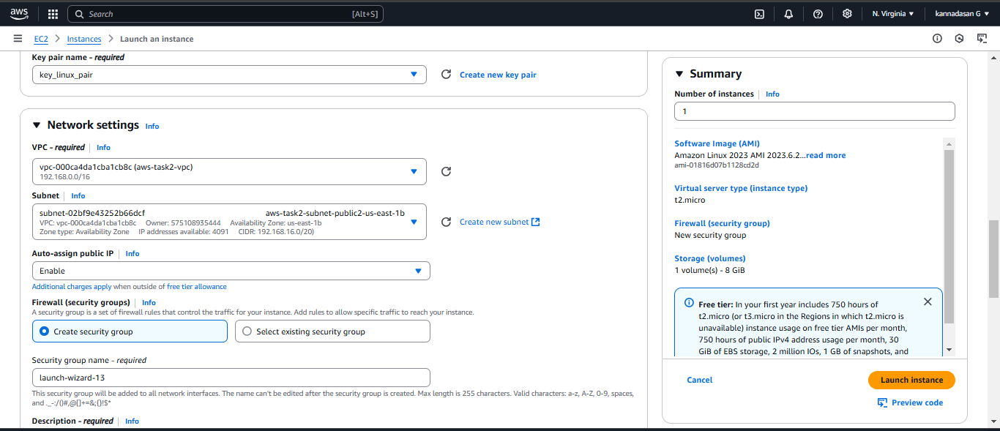 aws
Search [Alt+S]
N. Virginia
kannadasan G
EC2
Instances
Launch an instance
Key pair name - required
key_linux_pair
Create new key pair
Network settings Info
VPC - required Info
vpc-000ca4da1cba1cb8c (aws-task2-vpc)
192.168.0.0/16
Subnet Info
subnet-02bf9e43252b66dcf aws-task2-subnet-public2-us-east-1b
VPC: vpc-000ca4da1cba1cb8c Owner: 575108935444 Availability Zone: us-east-1b
Zone type: Availability Zone IP addresses available: 4091 CIDR: 192.168.16.0/20)
Create new subnet
Auto-assign public IP Info
Enable
Additional charges apply when outside of free tier allowance
Firewall (security groups) Info
A security group is a set of firewall rules that control the traffic for your instance. Add rules to allow specific traffic to reach your instance.
Create security group
Select existing security group
Security group name - required
launch-wizard-13
This security group will be added to all network interfaces. The name can't be edited after the security group is created. Max length is 255 characters. Valid characters: a-z, A-Z, 0-9, spaces,
and ._-:/()#,@[]+=&;{}!$*
Description - required Info
Summary
Number of instances Info
1
Software Image (AMI)
Amazon Linux 2023 AMI 2023.6.2...read more
ami-01816d07b1128cd2d
Virtual server type (instance type)
t2.micro
Firewall (security group)
New security group
Storage (volumes)
1 volume(s) - 8 GiB
Free tier: In your first year includes 750 hours of
t2.micro (or t3.micro in the Regions in which t2.micro is
unavailable) instance usage on free tier AMIs per month,
750 hours of public IPv4 address usage per month, 30
GiB of EBS storage, 2 million IOs, 1 GB of snapshots, and
Cancel
Launch instance
Preview code